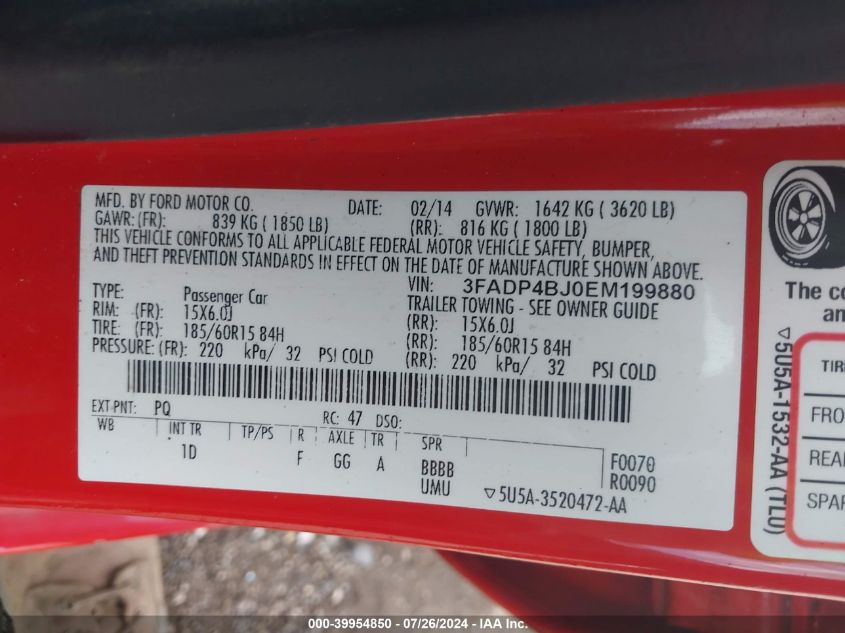 MFD. BY FORD MOTOR CO.
DATE: 02/14 GVWR: 1642 KG ( 3620 LB)
GAWR: (FR): 839 KG ( 1850 LB) (RR): 816 KG ( 1800 LB)
THIS VEHICLE CONFORMS TO ALL APPLICABLE FEDERAL MOTOR VEHICLE SAFETY, BUMPER,
AND THEFT PREVENTION STANDARDS IN EFFECT ON THE DATE OF MANUFACTURE SHOWN ABOVE.
VIN: 3FADP4BJ0EM199880
TYPE: Passenger Car TRAILER TOWING - SEE OWNER GUIDE
RIM: (FR): 15X6.0J (RR): 15X6.0J
TIRE: (FR): 185/60R15 84H (RR): 185/60R15 84H
PRESSURE: (FR): 220 kPa/ 32 PSI COLD (RR): 220 kPa/ 32 PSI COLD
EXT PNT: PQ RC: 47 DSO:
WB INT TR TP/PS R AXLE TR SPR
1D F GG A BBBB F0070
UMU R0090
▽5U5A-3520472-AA
The co
▽5U5A-1532-AA (TLU)
TIRE
FRO
REA
SPAR
000-39954850 - 07/26/2024 - IAA Inc.